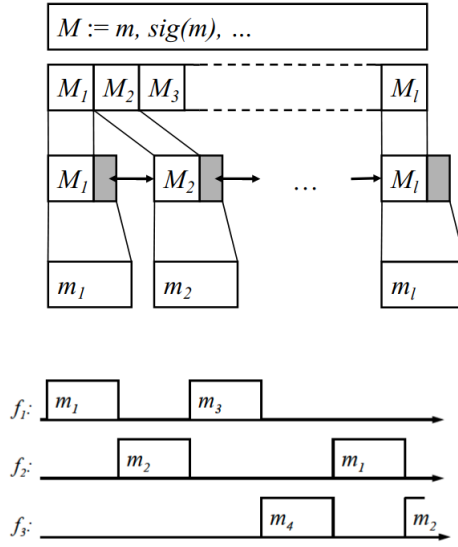 M := m, sig(m), ...
M₁ M₂ M₃ Mₗ
M₁ M₂ ... Mₗ
m₁ m₂ mₗ
f₁: m₁ m₃
f₂: m₂ m₁
f₃: m₄ m₂